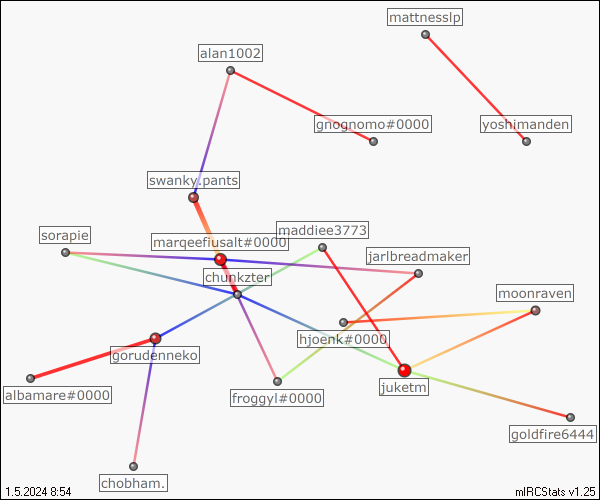 mattnesslp
alan1002
gnognomo#0000
yoshimanden
swanky.pants
maddiee3773
sorapie
marqeefiusalt#0000
jarlbreadmaker
chunkzter
moonraven
hjoenk#0000
gorudenneko
juketm
albamare#0000
froggyl#0000
goldfire6444
chobham.
1.5.2024 8:54
mIRCStats v1.25